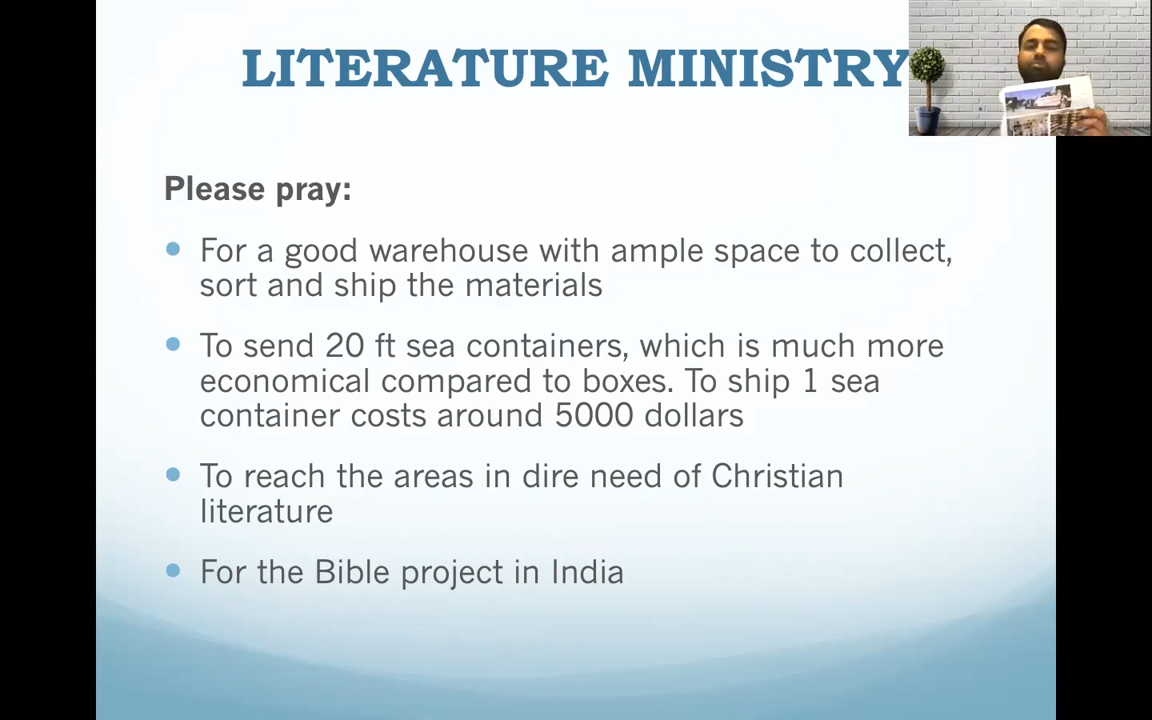 LITERATURE MINISTRY
Please pray:
• For a good warehouse with ample space to collect,
sort and ship the materials
• To send 20 ft sea containers, which is much more
economical compared to boxes. To ship 1 sea
container costs around 5000 dollars
• To reach the areas in dire need of Christian
literature
• For the Bible project in India